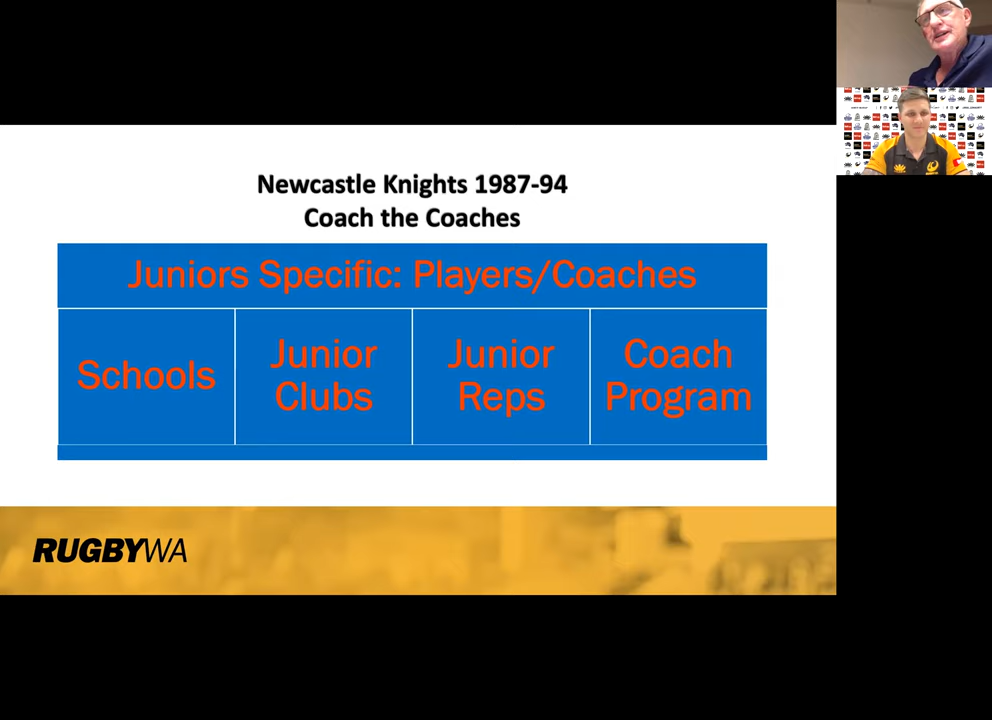 Newcastle Knights 1987-94
Coach the Coaches
Juniors Specific: Players/Coaches
Schools
Junior
Clubs
Junior
Reps
Coach
Program
RUGBYWA